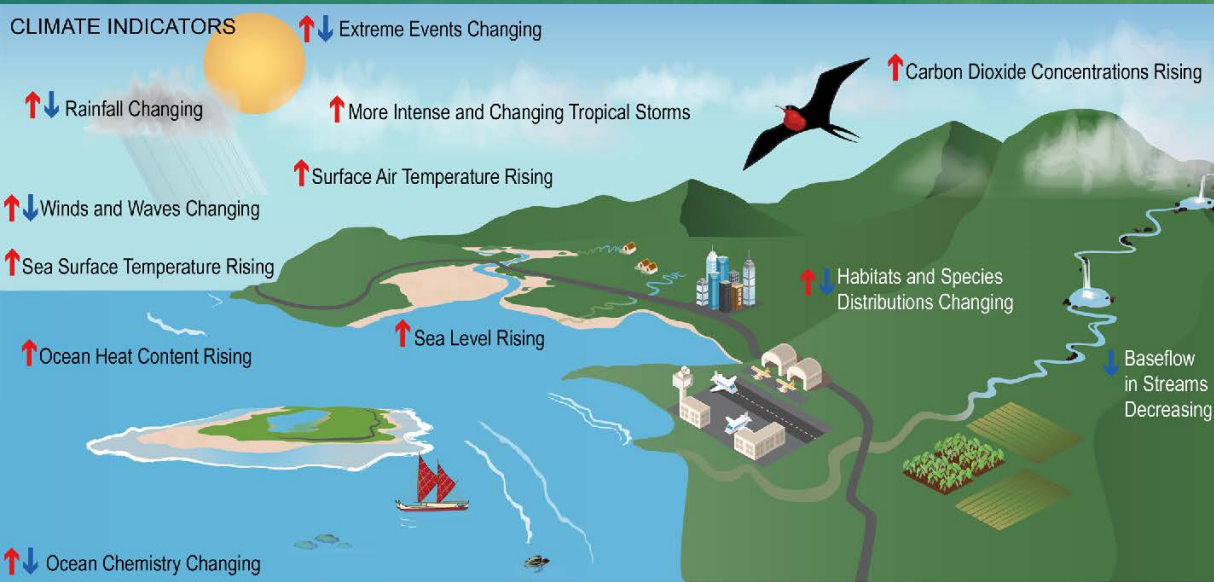 CLIMATE INDICATORS
Extreme Events Changing
Carbon Dioxide Concentrations Rising
Rainfall Changing
More Intense and Changing Tropical Storms
Surface Air Temperature Rising
Winds and Waves Changing
Sea Surface Temperature Rising
Habitats and Species
Distributions Changing
Sea Level Rising
Ocean Heat Content Rising
Baseflow
in Streams
Decreasing
Ocean Chemistry Changing